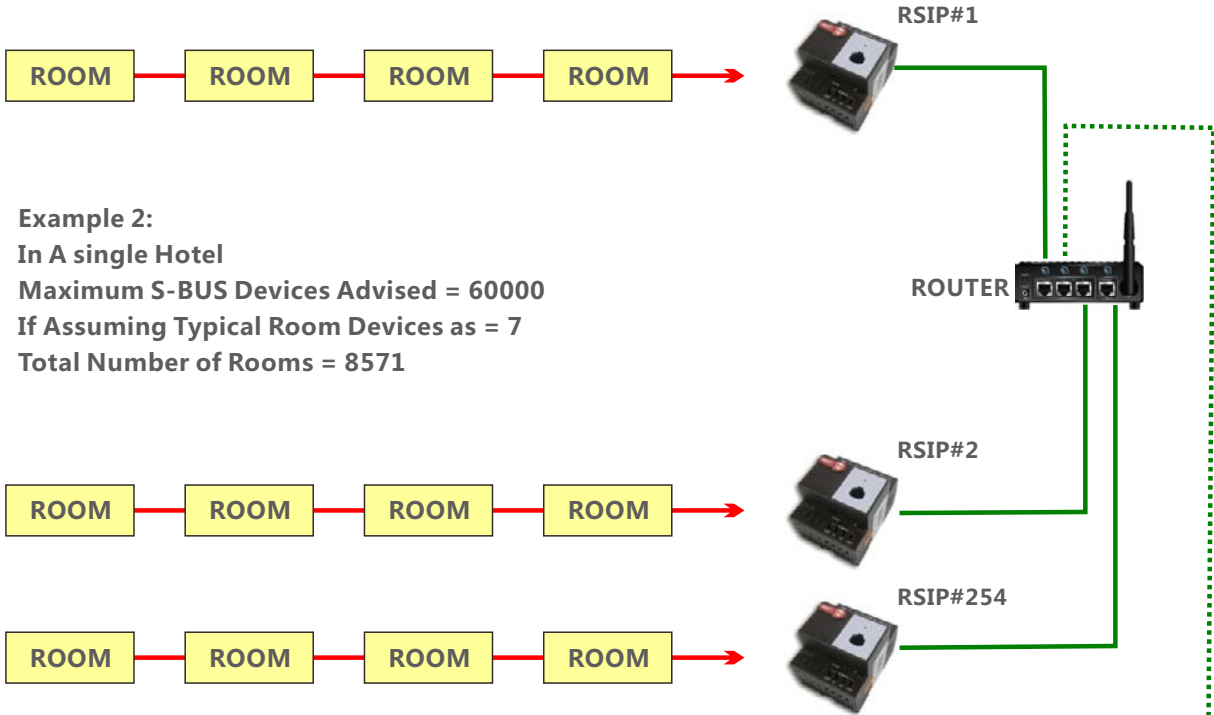 RSIP#1
ROOM ROOM ROOM ROOM
Example 2:
In A single Hotel
Maximum S-BUS Devices Advised = 60000
If Assuming Typical Room Devices as = 7
Total Number of Rooms = 8571
ROUTER
RSIP#2
ROOM ROOM ROOM ROOM
RSIP#254
ROOM ROOM ROOM ROOM